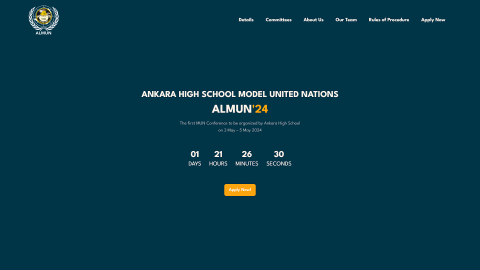 ALMUN
Details
Committees
About Us
Our Team
Rules of Procedure
Apply Now
ANKARA HIGH SCHOOL MODEL UNITED NATIONS
ALMUN'24
The first MUN Conference to be organized by Ankara High School
on 3 May - 5 May 2024
01 21 26 30
DAYS HOURS MINUTES SECONDS
Apply Now!